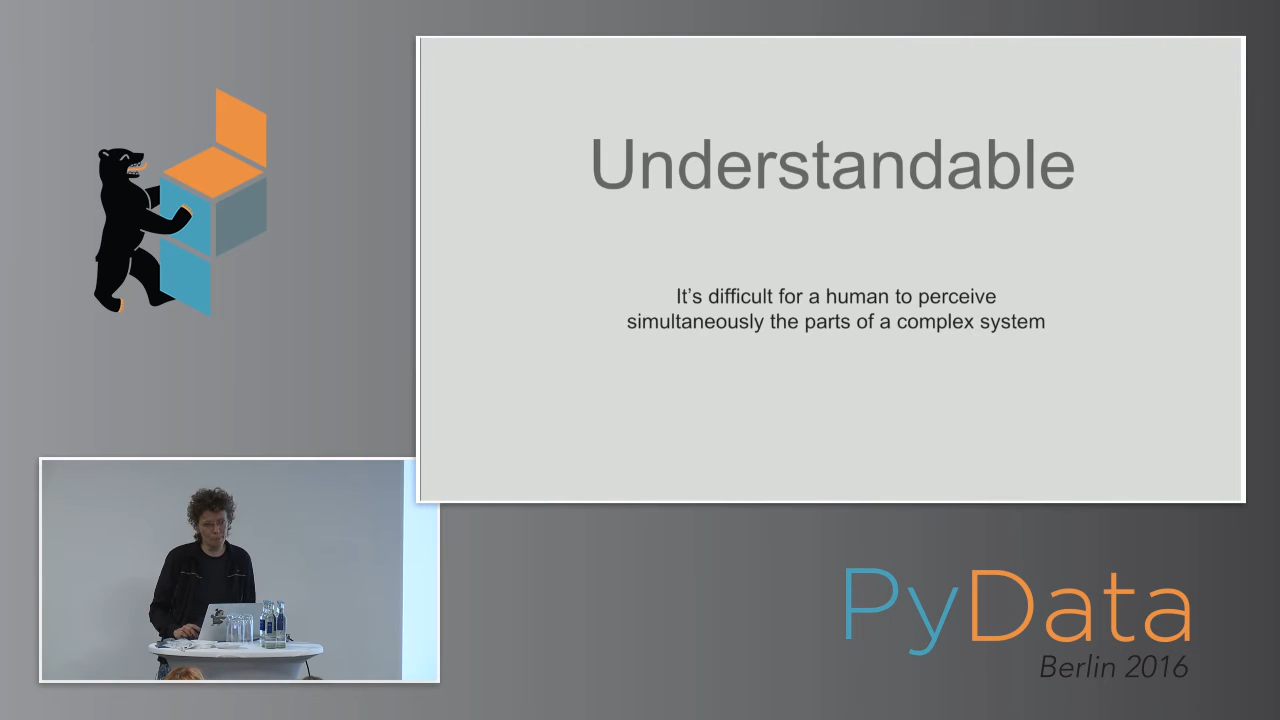 Understandable
It’s difficult for a human to perceive
simultaneously the parts of a complex system
PyData
Berlin 2016